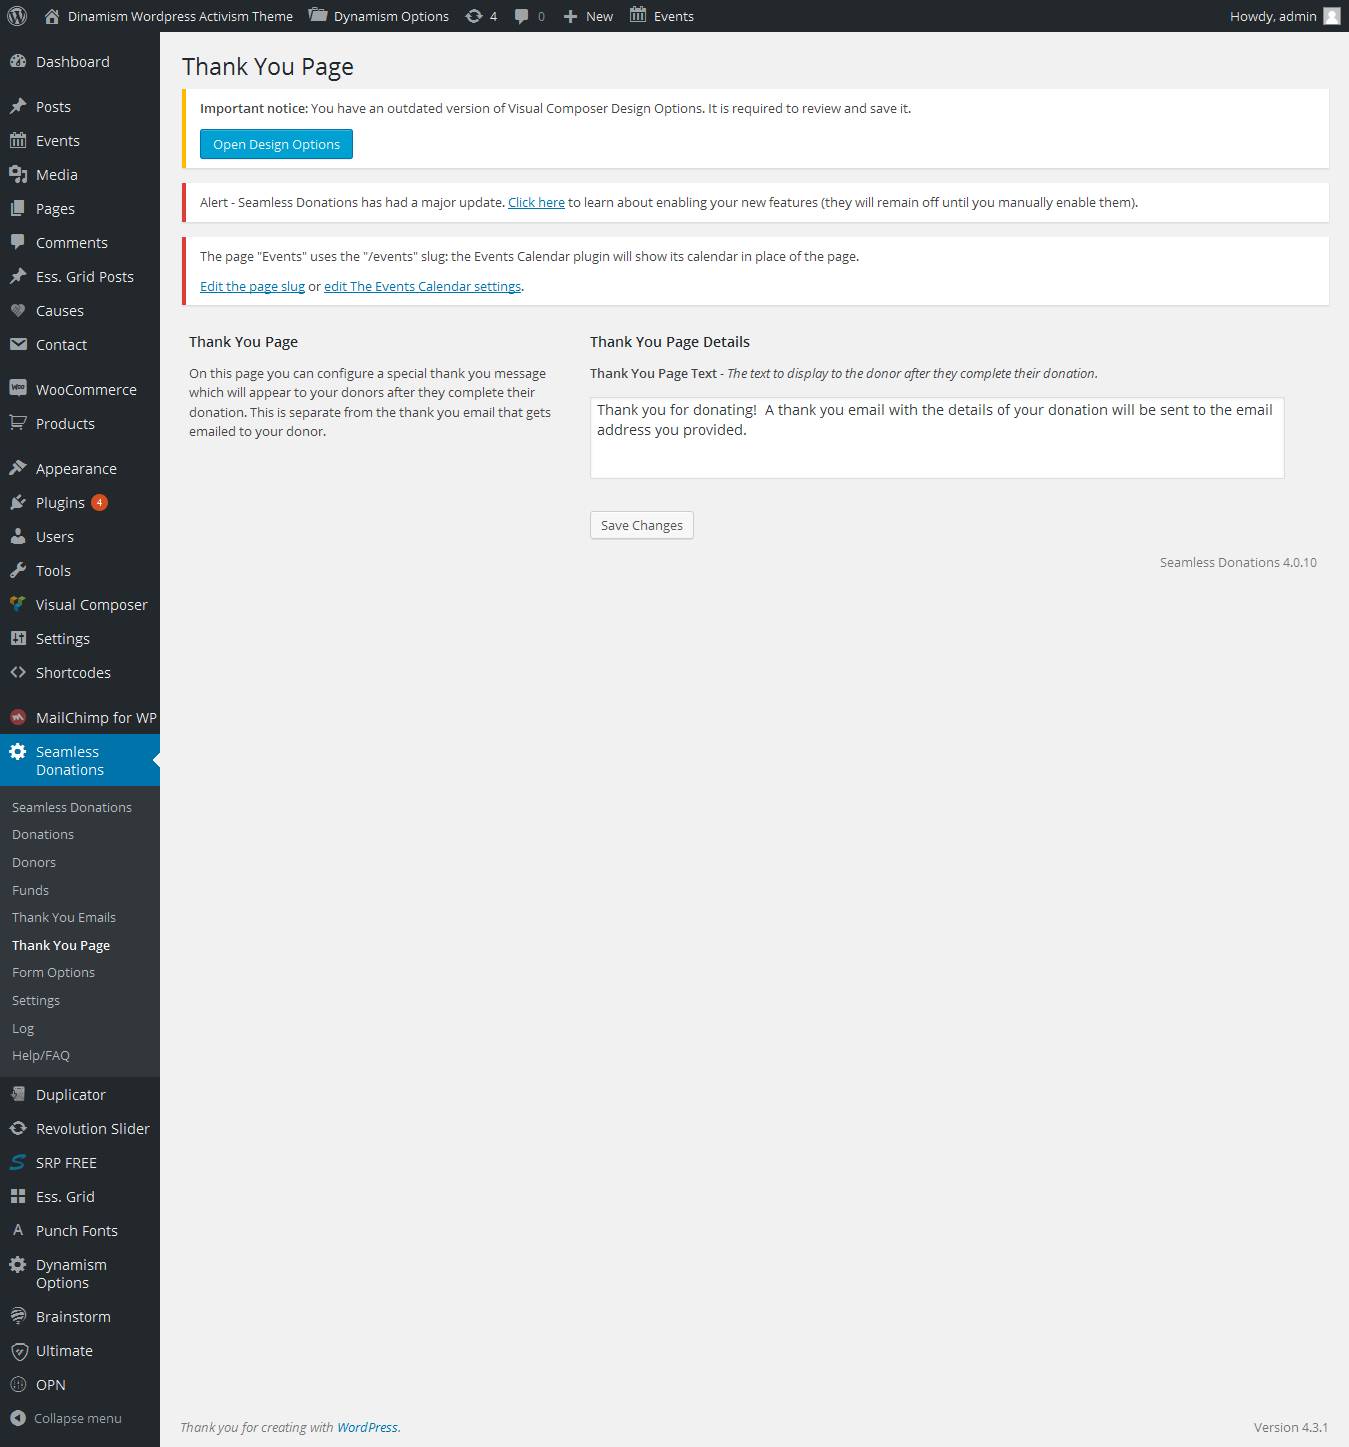 Dinamism Wordpress Activism Theme Dynamism Options 4 0 New Events Howdy, admin
Dashboard
Posts
Events
Media
Pages
Comments
Ess. Grid Posts
Causes
Contact
WooCommerce
Products
Appearance
Plugins 4
Users
Tools
Visual Composer
Settings
Shortcodes
MailChimp for WP
Seamless
Donations
Seamless Donations
Donations
Donors
Funds
Thank You Emails
Thank You Page
Form Options
Settings
Log
Help/FAQ
Duplicator
Revolution Slider
SRP FREE
Ess. Grid
Punch Fonts
Dynamism
Options
Brainstorm
Ultimate
OPN
Collapse menu
Thank You Page
Important notice: You have an outdated version of Visual Composer Design Options. It is required to review and save it.
Open Design Options
Alert - Seamless Donations has had a major update. Click here to learn about enabling your new features (they will remain off until you manually enable them).
The page "Events" uses the "/events" slug: the Events Calendar plugin will show its calendar in place of the page.
Edit the page slug or edit The Events Calendar settings.
Thank You Page
On this page you can configure a special thank you message
which will appear to your donors after they complete their
donation. This is separate from the thank you email that gets
emailed to your donor.
Thank You Page Details
Thank You Page Text - The text to display to the donor after they complete their donation.
Thank you for donating!  A thank you email with the details of your donation will be sent to the email
address you provided.
Save Changes
Seamless Donations 4.0.10
Thank you for creating with WordPress.
Version 4.3.1